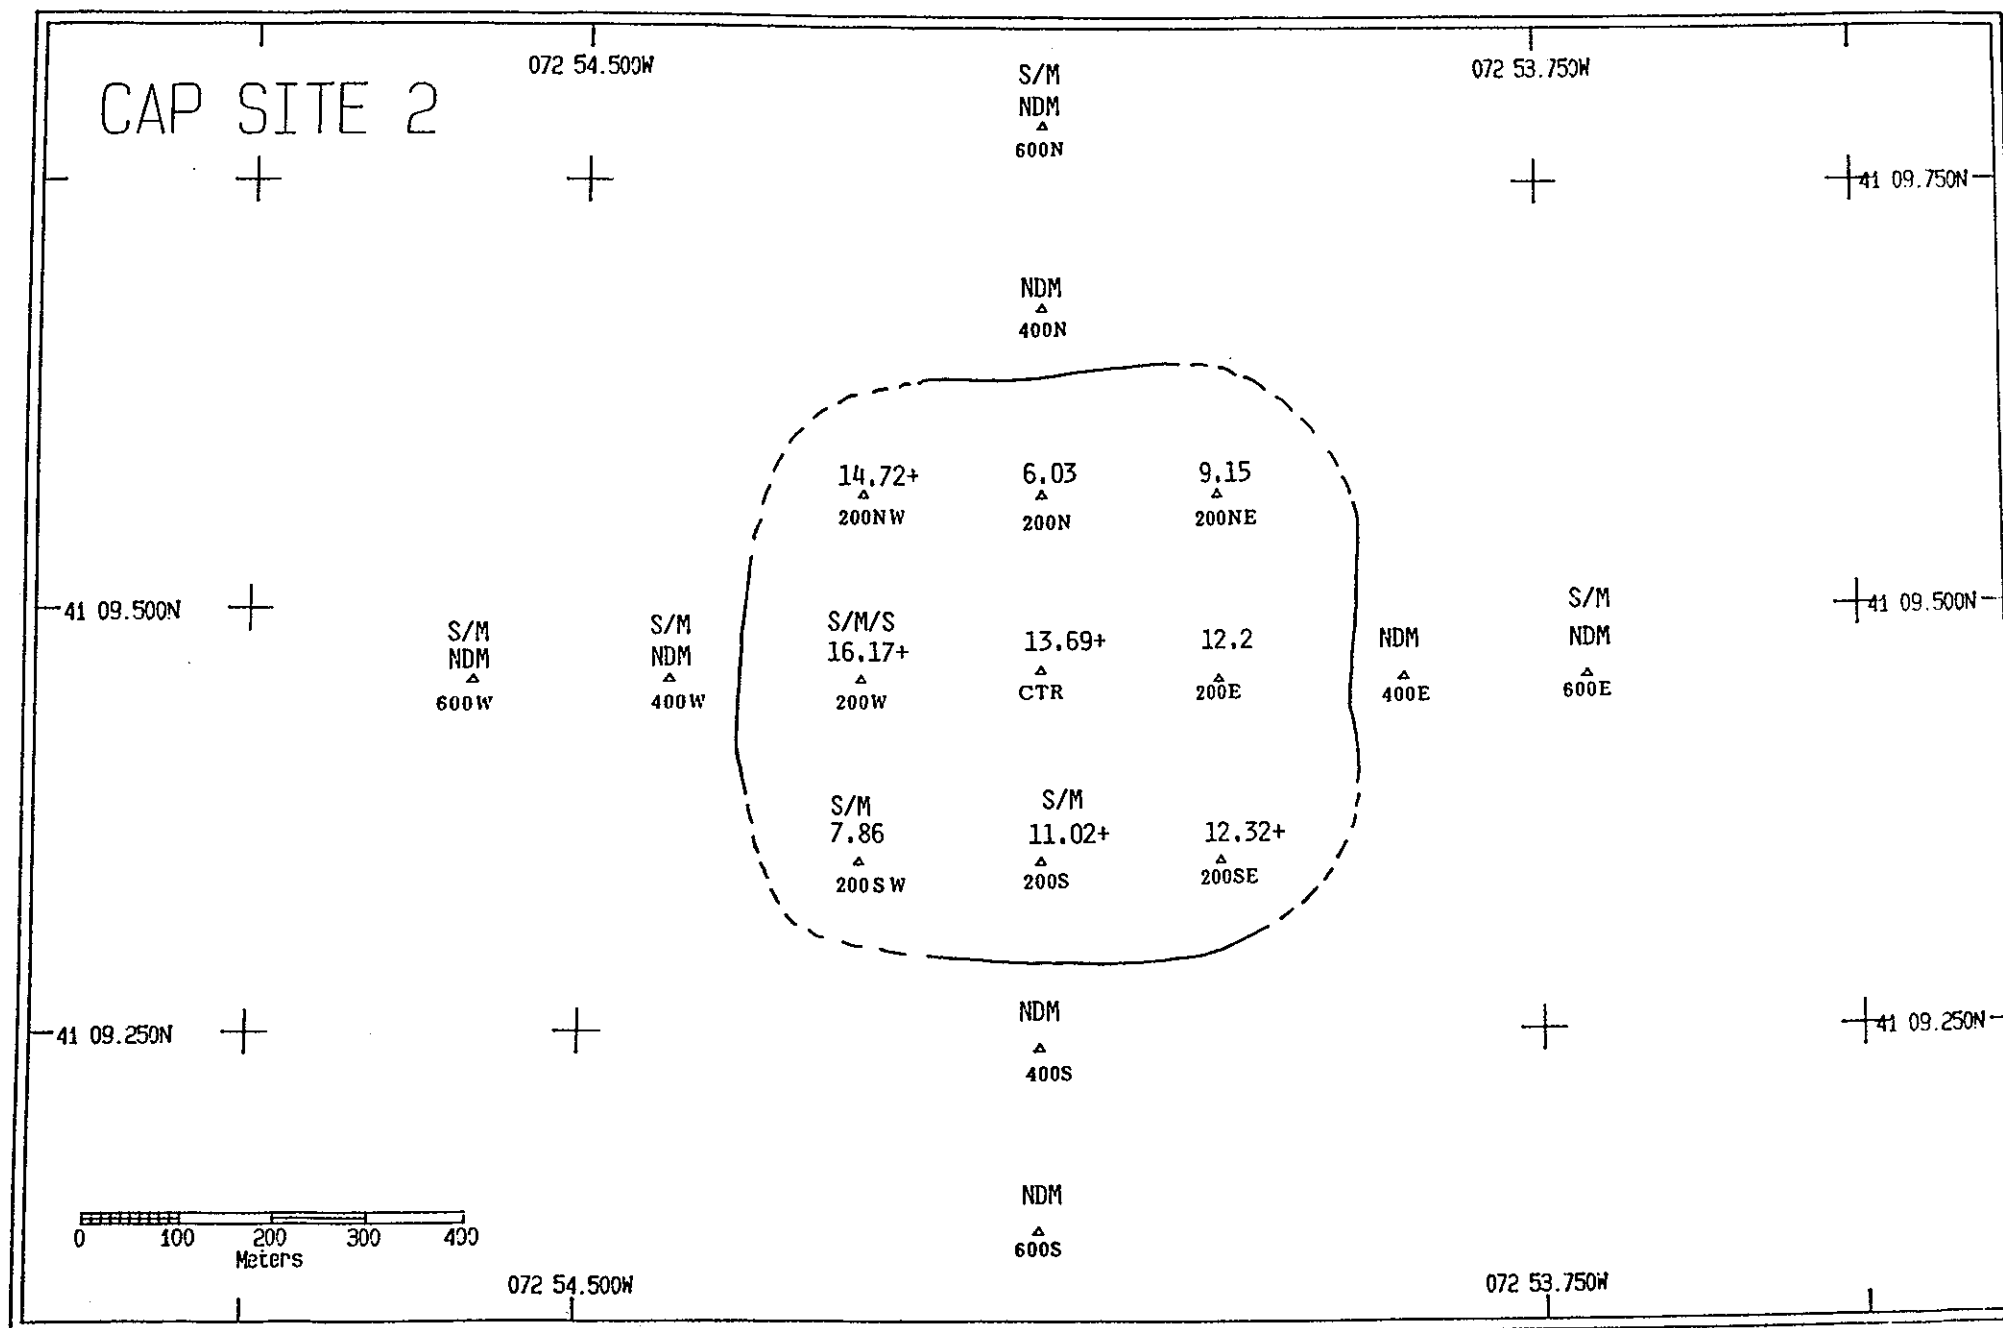 072 54.500W
072 53.750W
CAP SITE 2
S/M
NDM
600N
41 09.750N
NDM
400N
14.72+
6.03
9.15
200NW
200N
200NE
41 09.500N
41 09.500N
S/M
NDM
600W
S/M
NDM
400W
S/M/S
16.17+
200W
13.69+
CTR
12.2
200E
NDM
400E
S/M
NDM
600E
S/M
7.86
200SW
S/M
11.02+
200S
12.32+
200SE
NDM
400S
41 09.250N
41 09.250N
NDM
600S
0 100 200 300 400
Meters
072 54.500W
072 53.750W